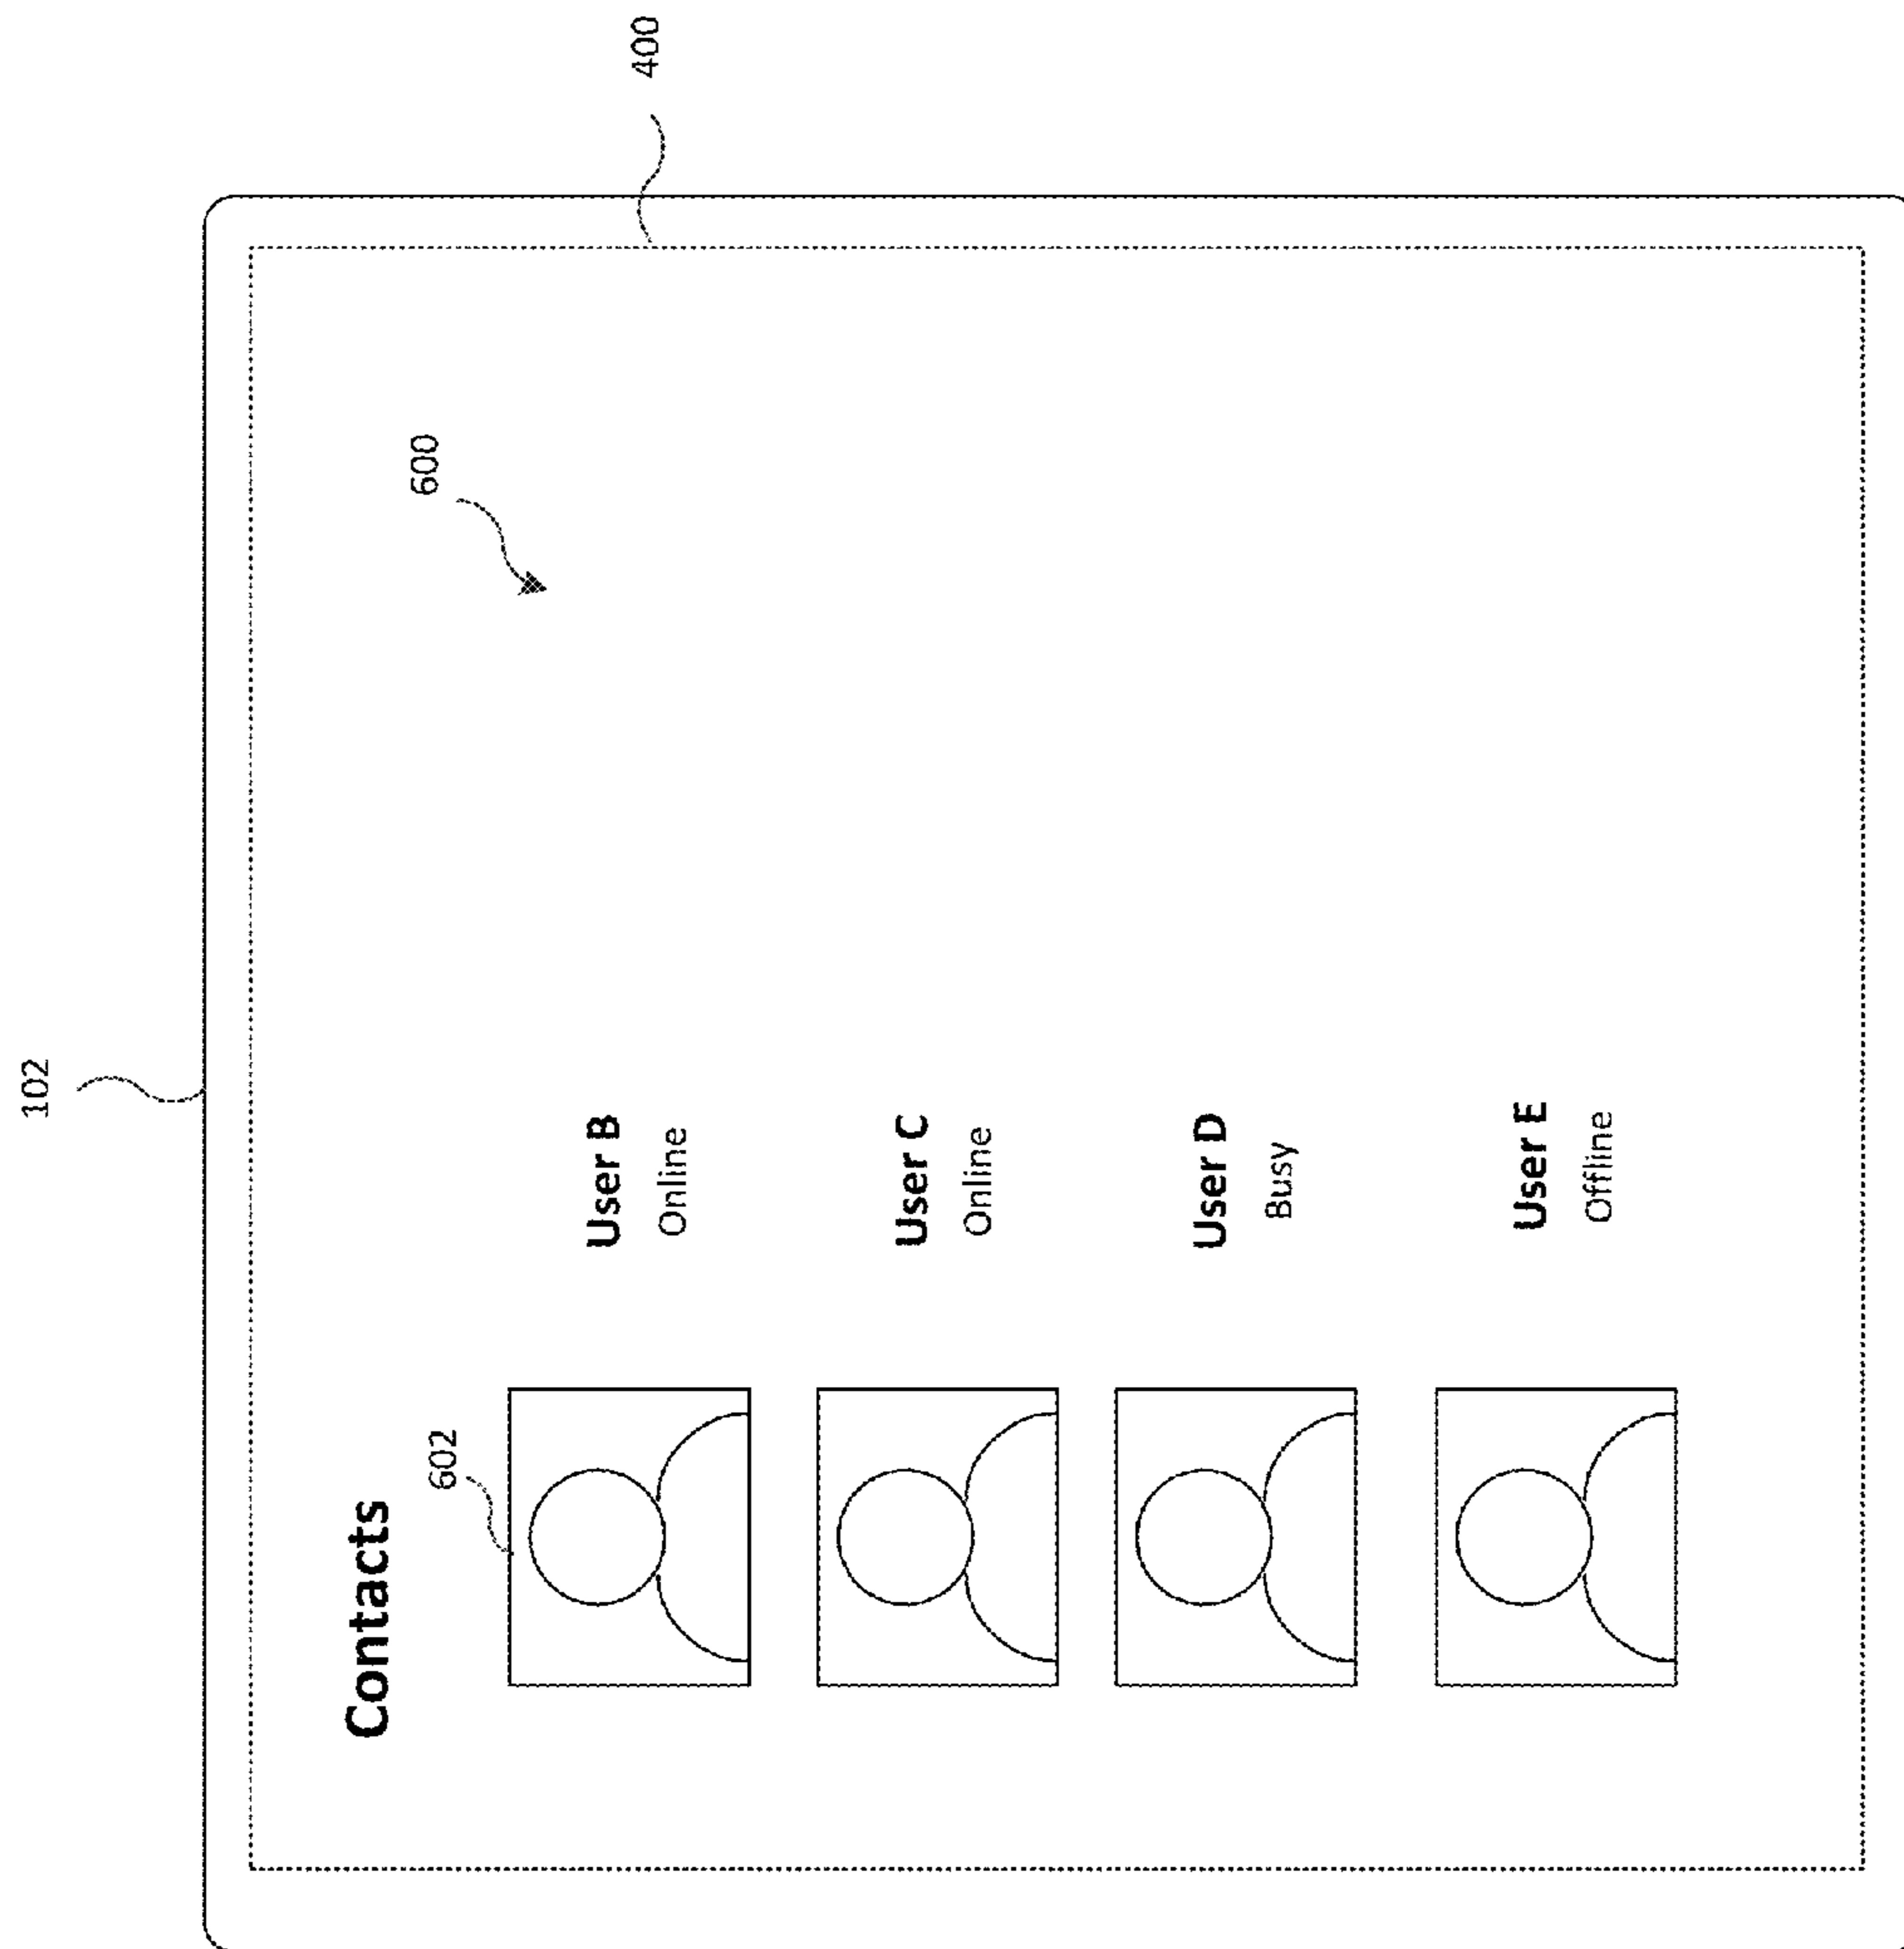 102
400
600
Contacts
602
User B
Online
User C
Online
User D
Busy
User E
Offline